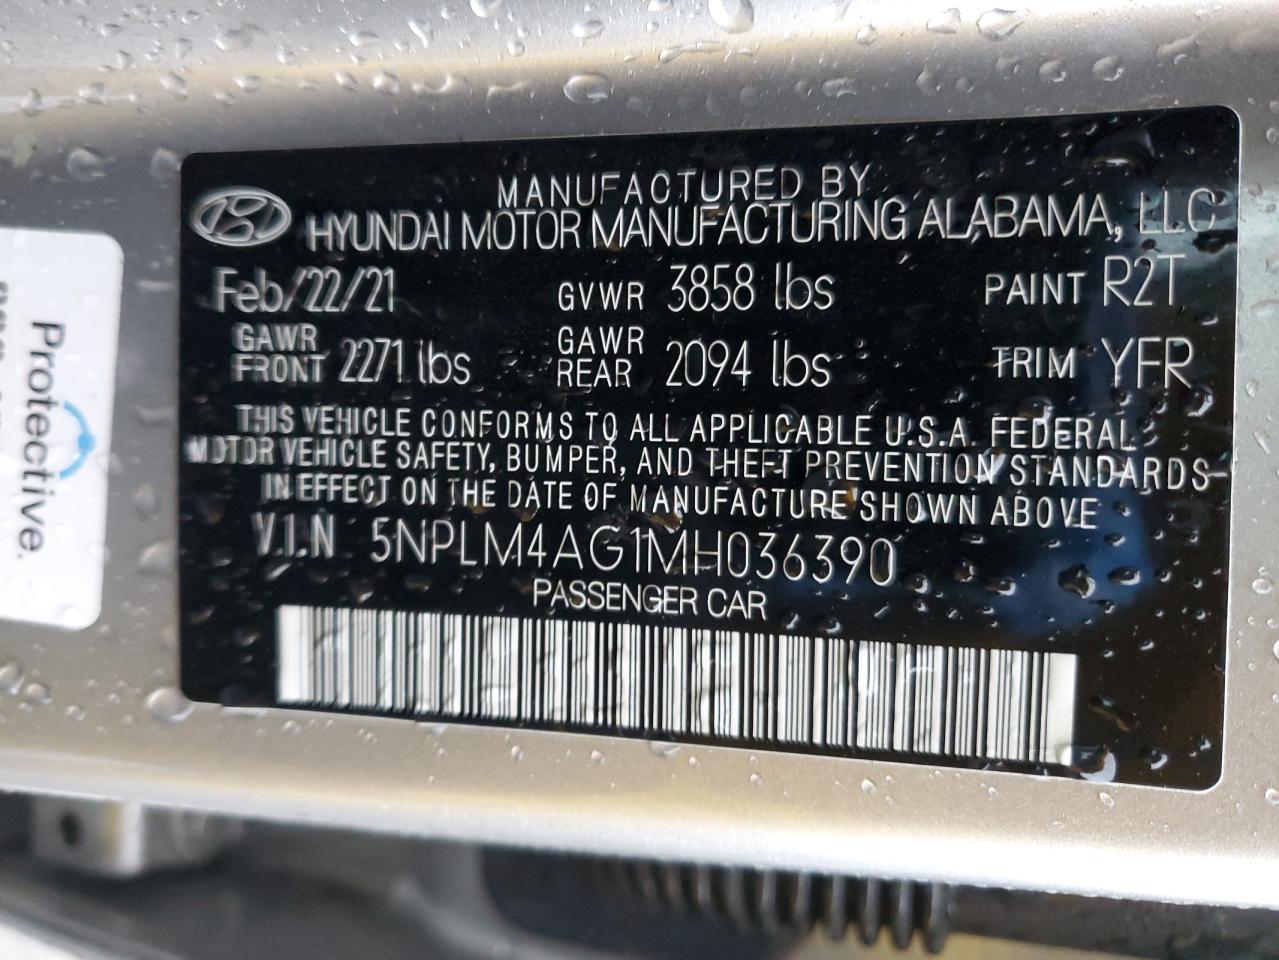 MANUFACTURED BY
HYUNDAI MOTOR MANUFACTURING ALABAMA, LLC
Feb/22/21 GVWR 3858 lbs PAINT R2T
GAWR FRONT 2271 lbs GAWR REAR 2094 lbs TRIM YFR
THIS VEHICLE CONFORMS TO ALL APPLICABLE U.S.A. FEDERAL
MOTOR VEHICLE SAFETY, BUMPER, AND THEFT PREVENTION STANDARDS
IN EFFECT ON THE DATE OF MANUFACTURE SHOWN ABOVE
V.I.N 5NPLM4AG1MH036390
PASSENGER CAR
Protective.